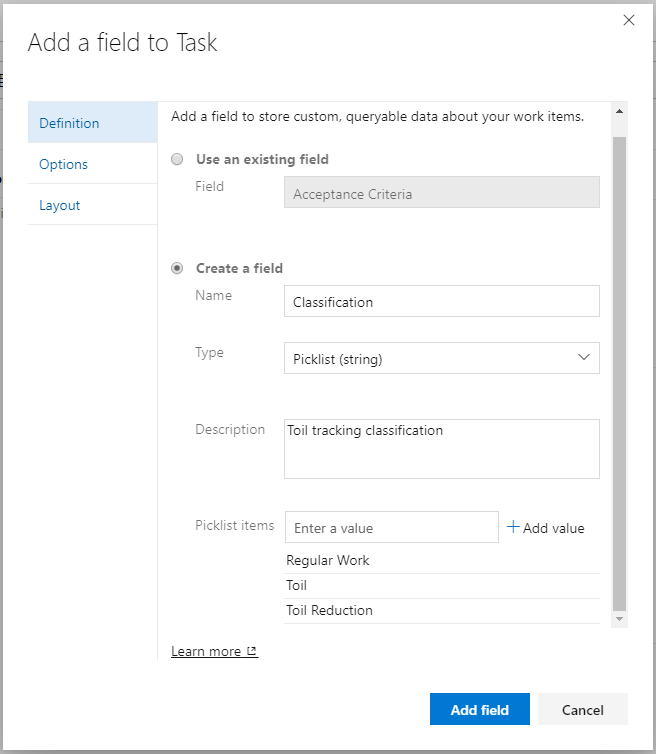 Add a field to Task
Definition
Options
Layout
Add a field to store custom, queryable data about your work items.
Use an existing field
Field
Acceptance Criteria
Create a field
Name
Classification
Type
Picklist (string)
Description
Toil tracking classification
Picklist items
Enter a value
Add value
Regular Work
Toil
Toil Reduction
Learn more
Add field
Cancel